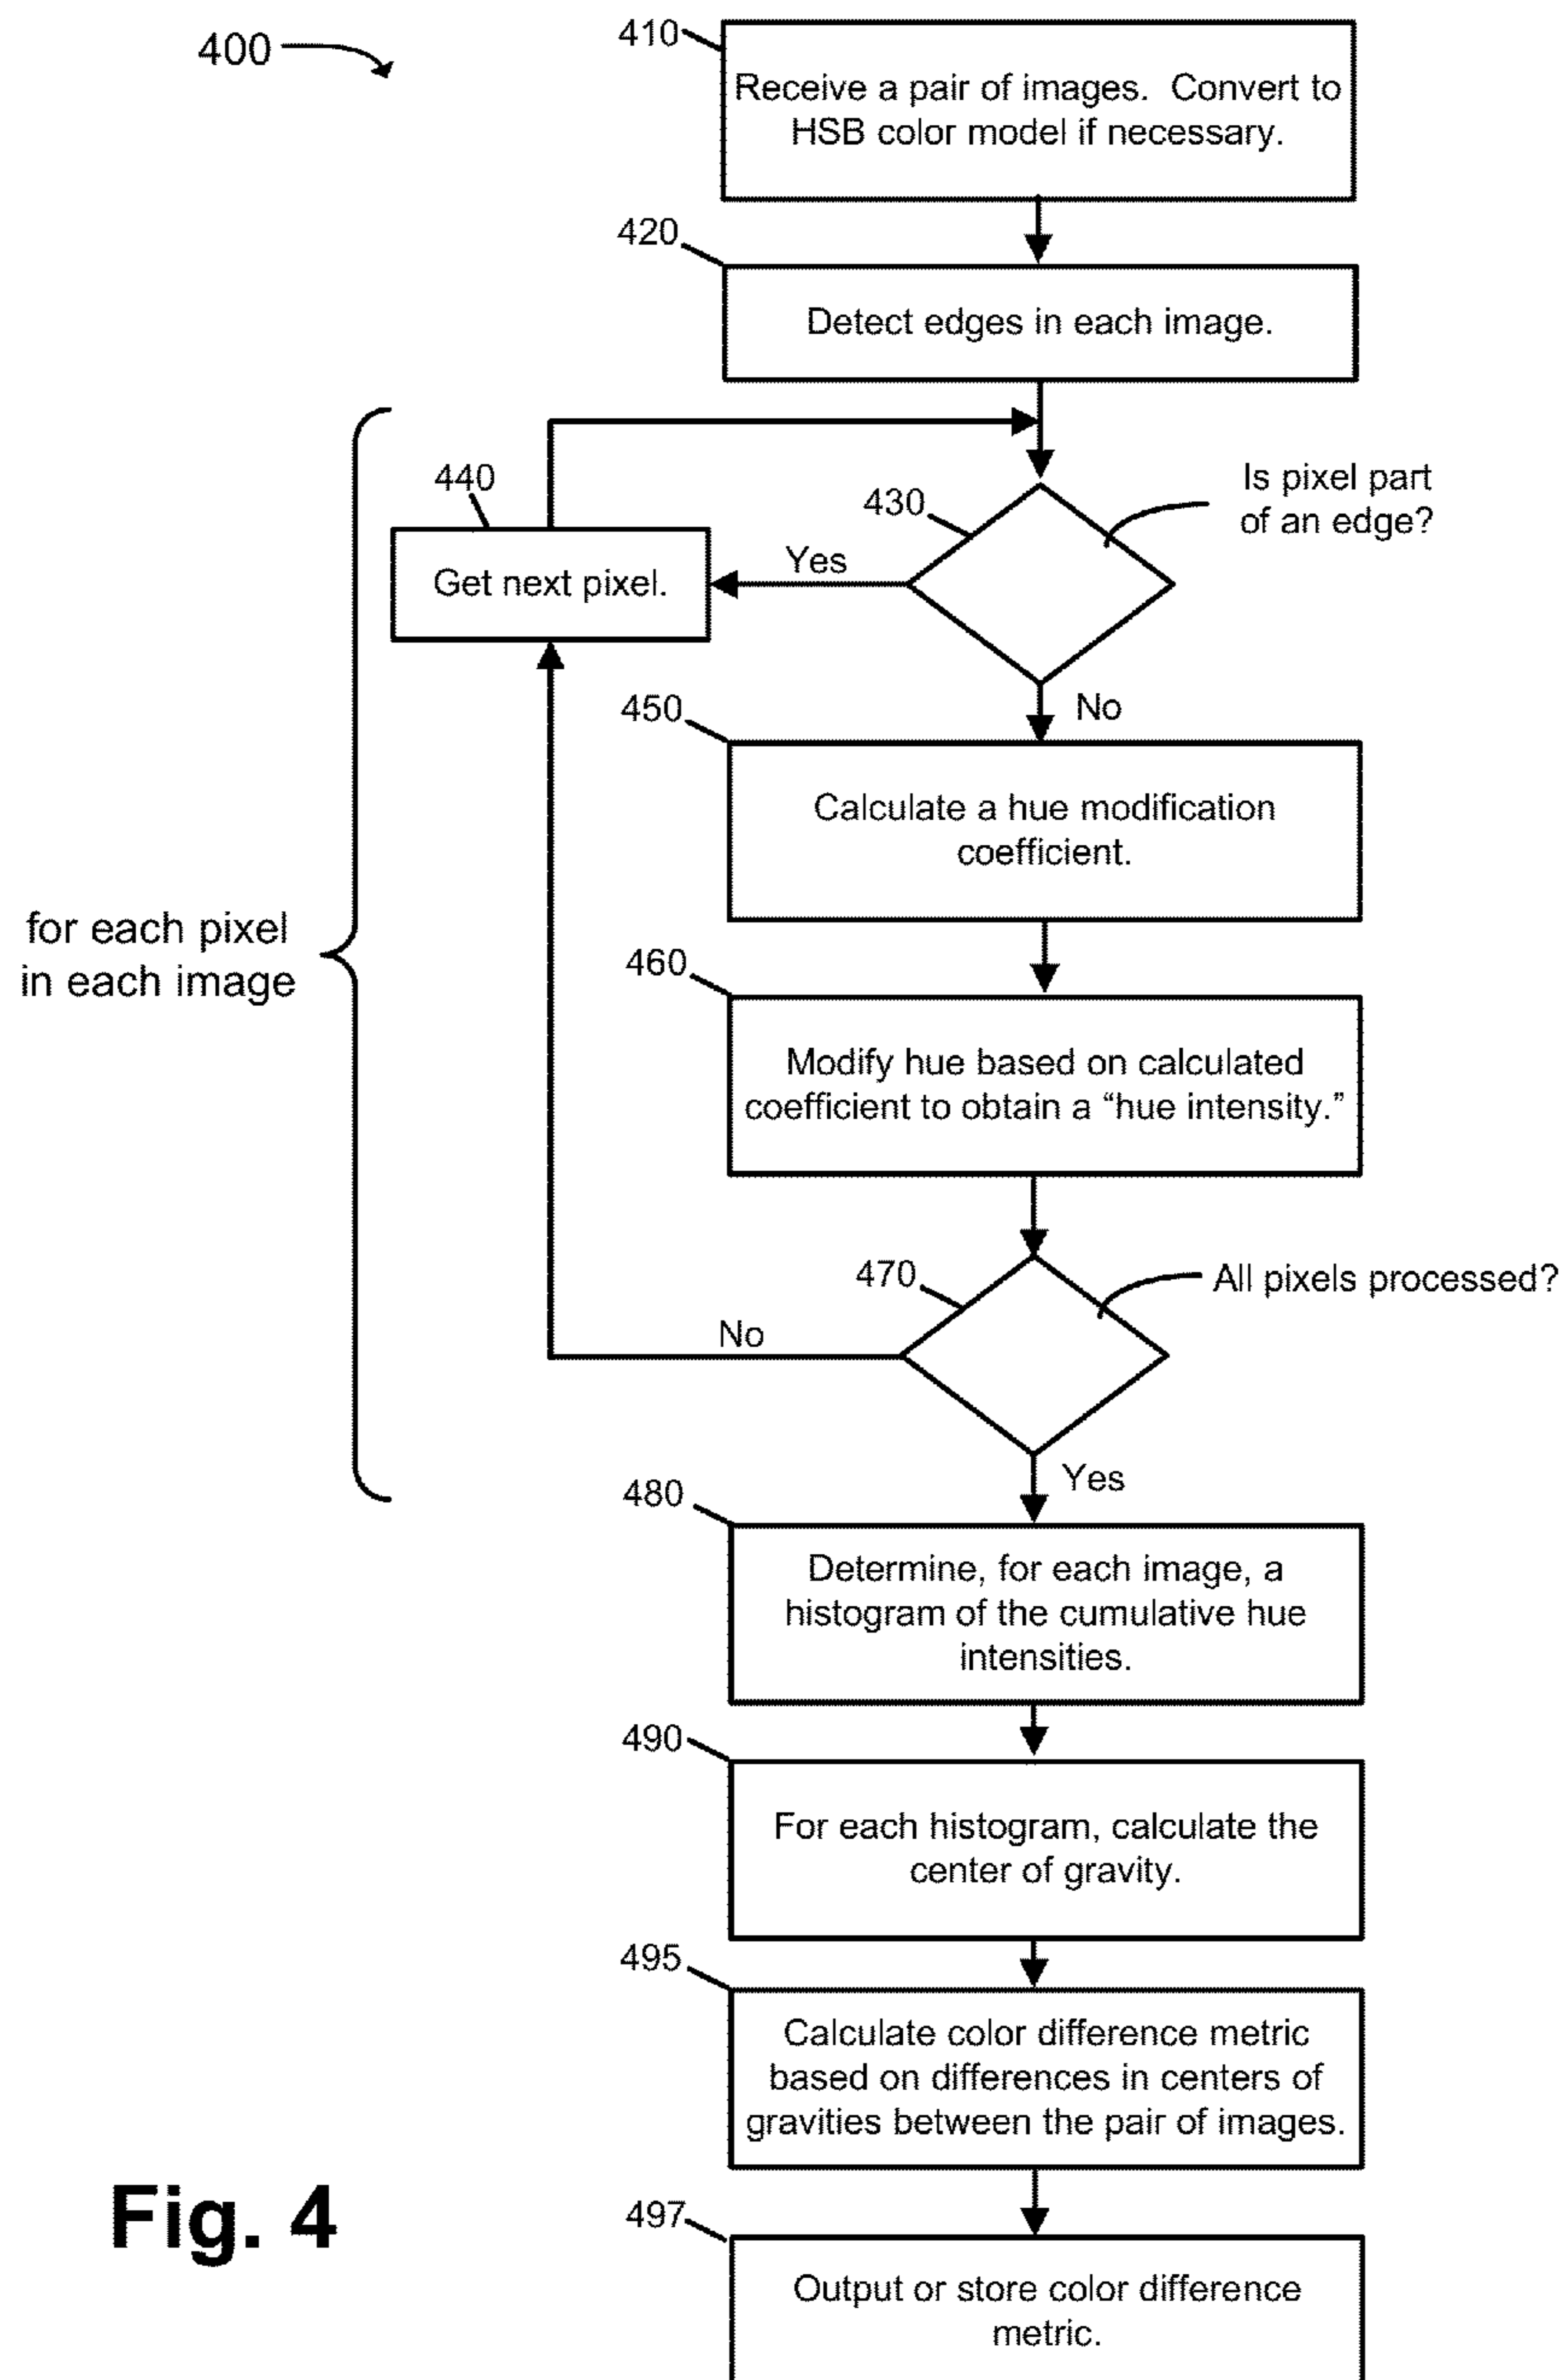 400
410
Receive a pair of images. Convert to
HSB color model if necessary.
420
Detect edges in each image.
440
Get next pixel.
430
Is pixel part
of an edge?
Yes
No
450
Calculate a hue modification
coefficient.
for each pixel
in each image
460
Modify hue based on calculated
coefficient to obtain a “hue intensity.”
470
All pixels processed?
No
Yes
480
Determine, for each image, a
histogram of the cumulative hue
intensities.
490
For each histogram, calculate the
center of gravity.
495
Calculate color difference metric
based on differences in centers of
gravities between the pair of images.
497
Output or store color difference
metric.
Fig. 4